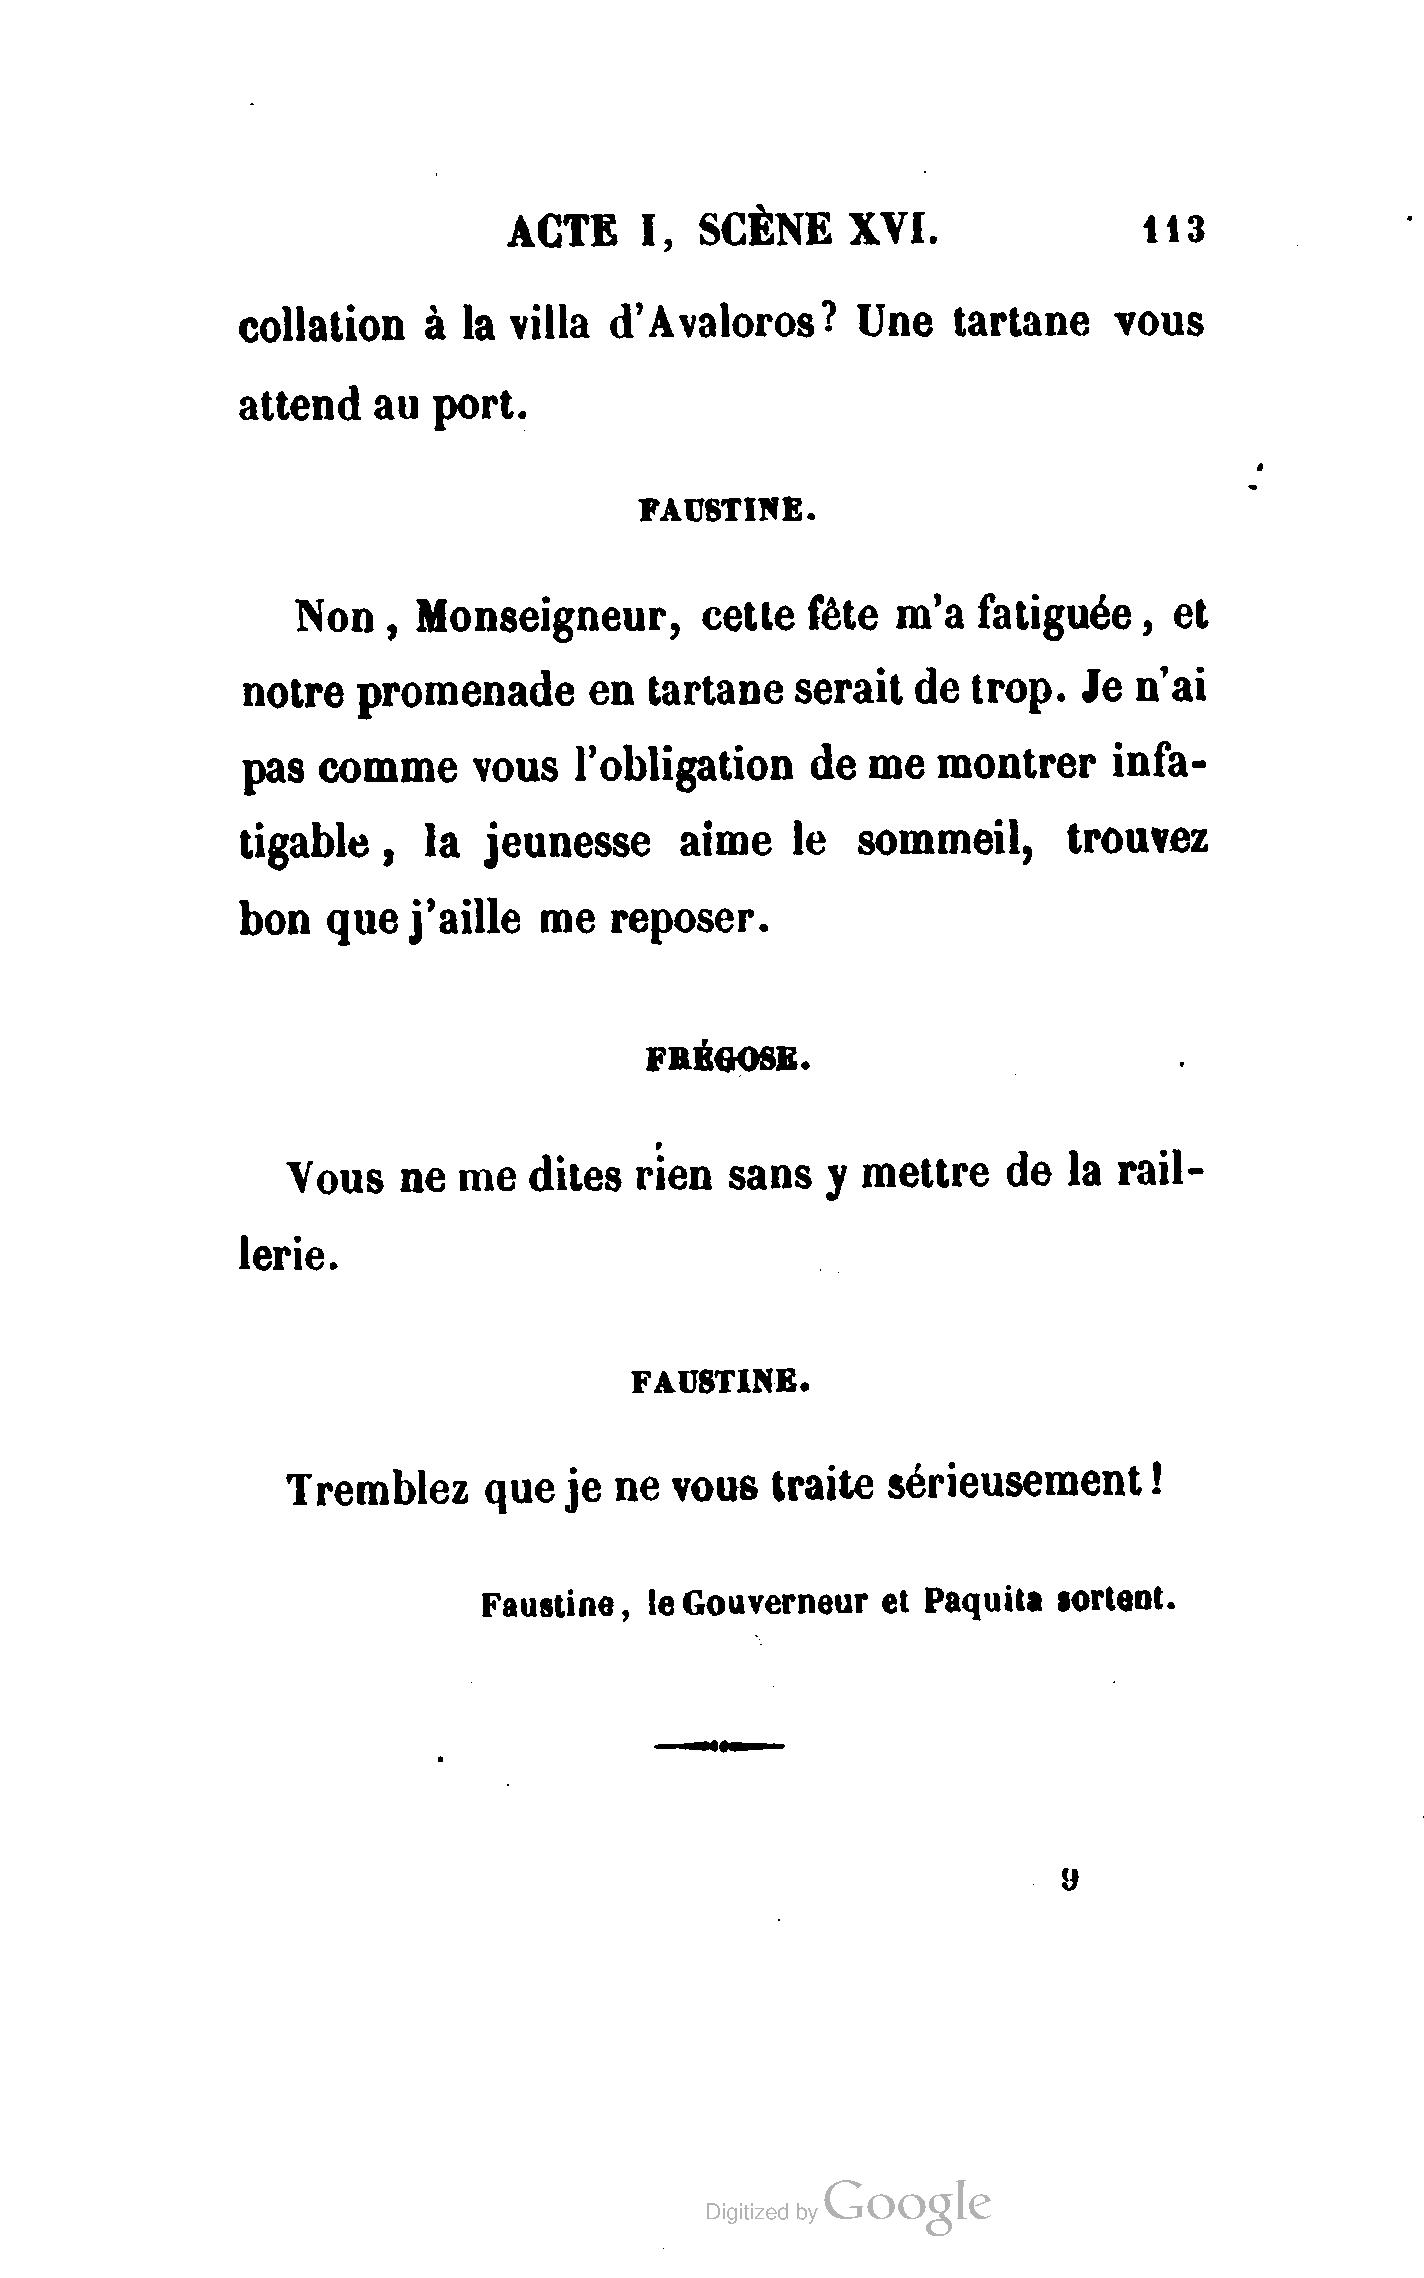 ACTE I, SCÈNE XVI. 113
collation à la villa d'Avaloros? Une tartane vous
attend au port.
FAUSTINE.
Non, Monseigneur, cette fête m'a fatiguée, et
notre promenade en tartane serait de trop. Je n'ai
pas comme vous l'obligation de me montrer infa-
tigable, la jeunesse aime le sommeil, trouvez
bon que j'aille me reposer.
FRÉGOSE.
Vous ne me dites rien sans y mettre de la rail-
lerie.
FAUSTINE.
Tremblez que je ne vous traite sérieusement!
Faustine, le Gouverneur et Paquita sortent.
9
Digitized by Google